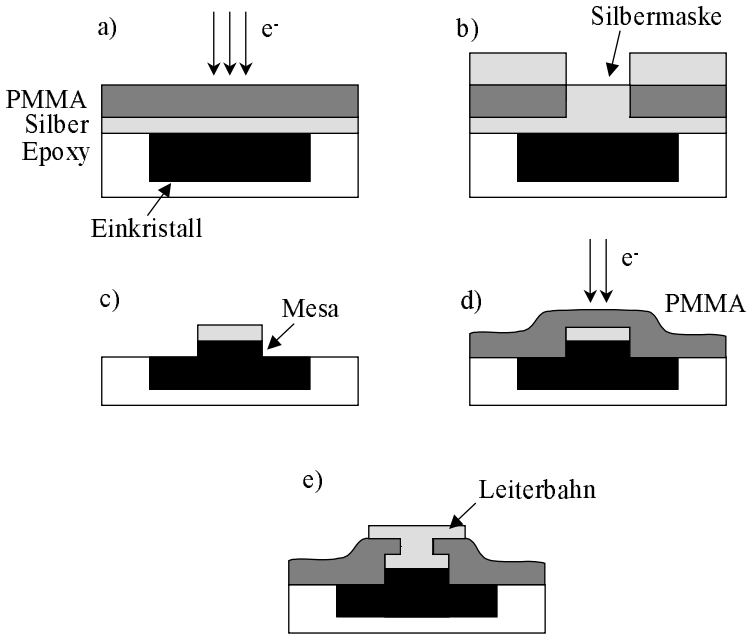 a)
e-
PMMA
Silber
Epoxy
Einkristall
b)
Silbermaske
c)
Mesa
d)
e-
PMMA
e)
Leiterbahn